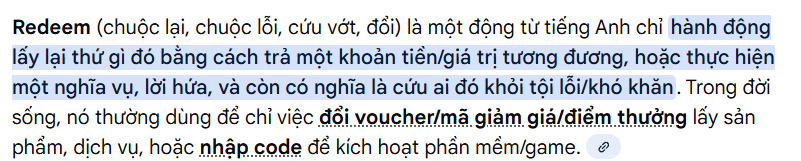 Redeem (chuộc lại, chuộc lỗi, cứu vớt, đổi) là một động từ tiếng Anh chỉ hành động
lấy lại thứ gì đó bằng cách trả một khoản tiền/giá trị tương đương, hoặc thực hiện
một nghĩa vụ, lời hứa, và còn có nghĩa là cứu ai đó khỏi tội lỗi/khó khăn. Trong đời
sống, nó thường dùng để chỉ việc đổi voucher/mã giảm giá/điểm thưởng lấy sản
phẩm, dịch vụ, hoặc nhập code để kích hoạt phần mềm/game.